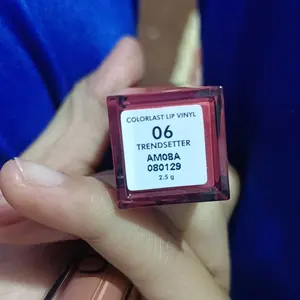 COLORLAST LIP VINYL
06
TRENDSETTER
AM08A
080129
2.5 g